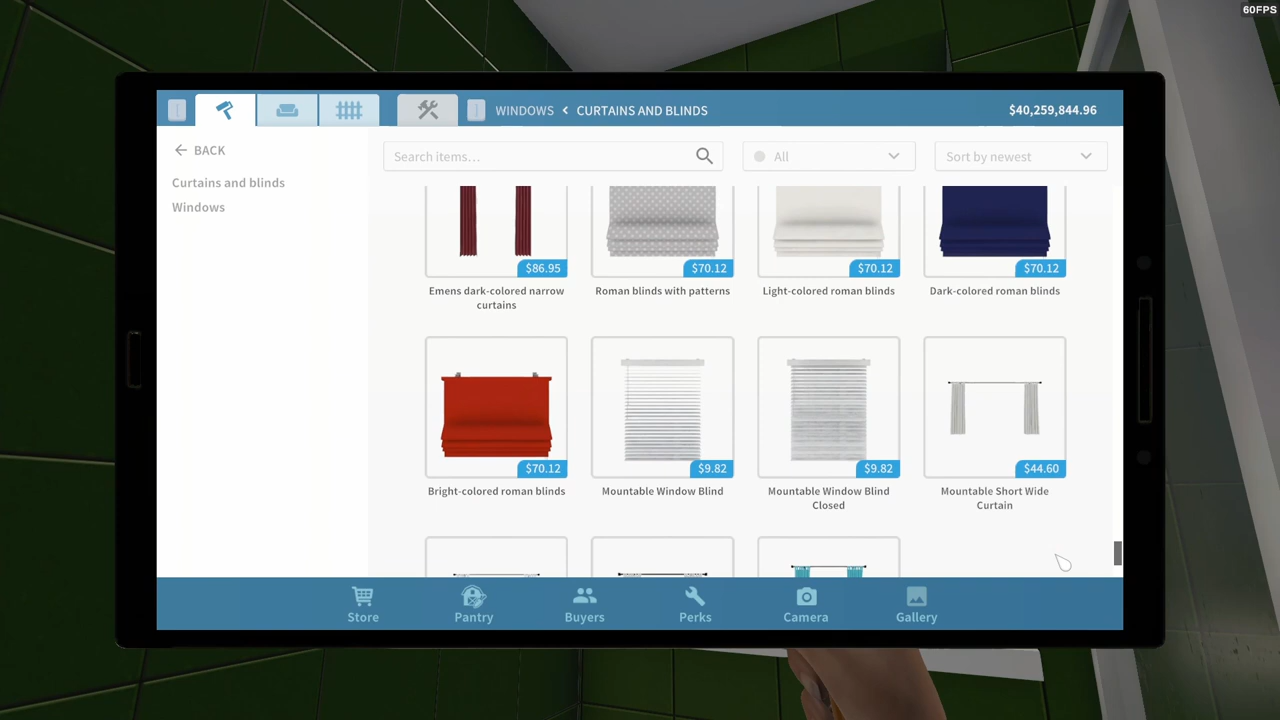 60FPS
WINDOWS < CURTAINS AND BLINDS
$40,259,844.96
BACK
Search items...
All
Sort by newest
Curtains and blinds
Windows
$86.95
$70.12
$70.12
$70.12
Emens dark-colored narrow
curtains
Roman blinds with patterns
Light-colored roman blinds
Dark-colored roman blinds
$70.12
$9.82
$9.82
$44.60
Bright-colored roman blinds
Mountable Window Blind
Mountable Window Blind
Closed
Mountable Short Wide
Curtain
Store
Pantry
Buyers
Perks
Camera
Gallery